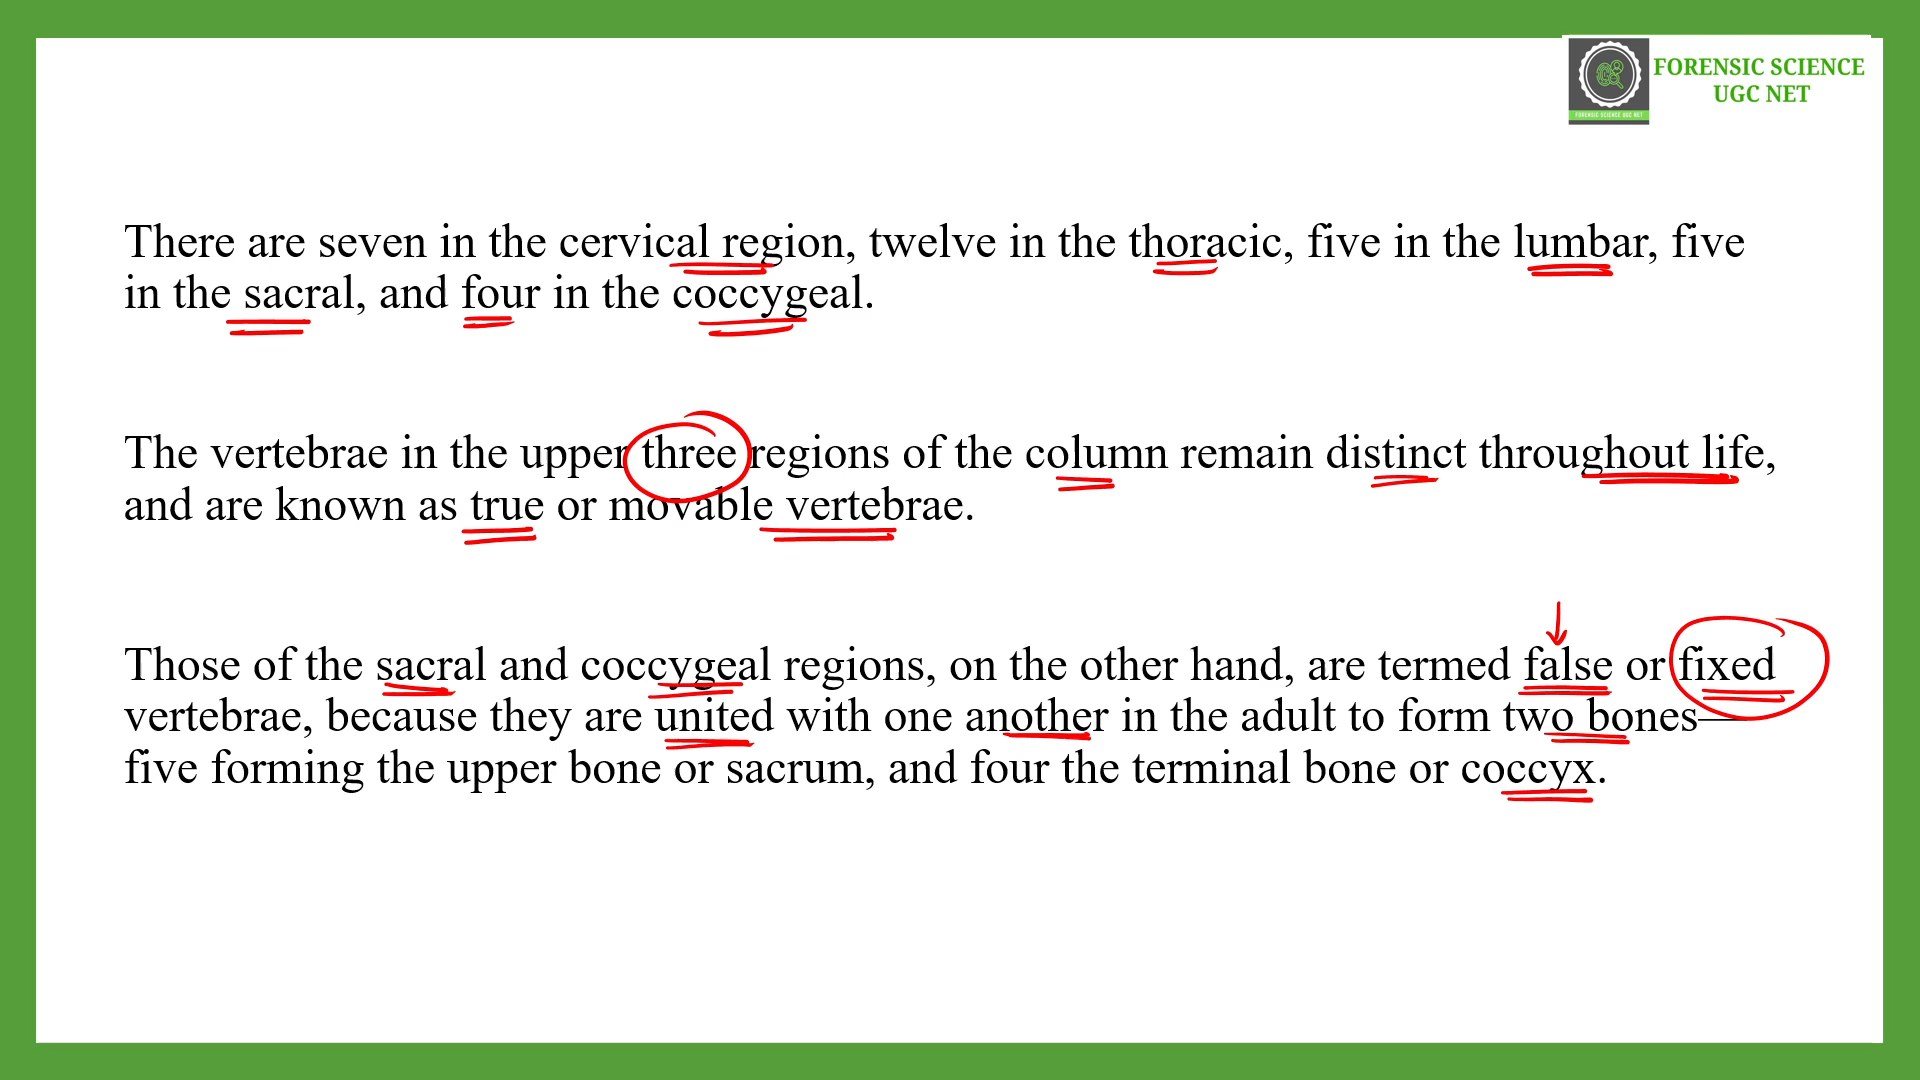 FORENSIC SCIENCE
UGC NET
FORENSIC SCIENCE UGC NET
There are seven in the cervical region, twelve in the thoracic, five in the lumbar, five
in the sacral, and four in the coccygeal.
The vertebrae in the upper three regions of the column remain distinct throughout life,
and are known as true or movable vertebrae.
Those of the sacral and coccygeal regions, on the other hand, are termed false or fixed
vertebrae, because they are united with one another in the adult to form two bones—
five forming the upper bone or sacrum, and four the terminal bone or coccyx.